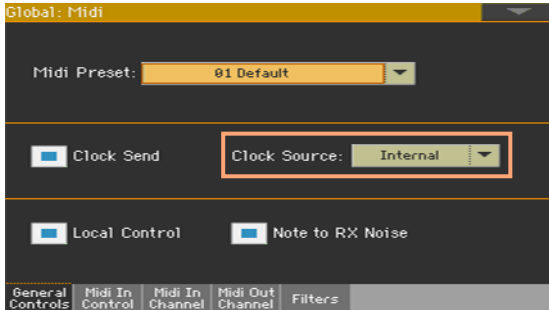 Global: Midi
Midi Preset: 01 Default
Clock Send Clock Source: Internal
Local Control Note to RX Noise
General Controls Midi In Control Midi In Channel Midi Out Channel Filters